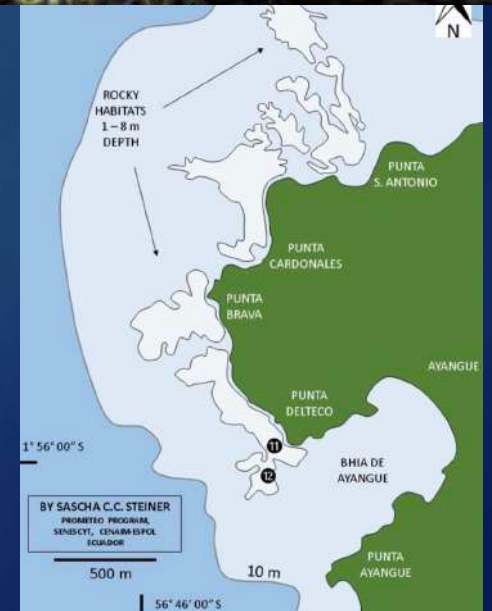 N
ROCKY
HABITATS
1 – 8 m
DEPTH
PUNTA
S. ANTONIO
PUNTA
CARDONALES
PUNTA
BRAVA
AYANGUE
PUNTA
DELTECO
11
1° 56' 00" S
BHIA DE
AYANGUE
12
BY SASCHA C.C. STEINER
PROMETEO PROGRAM,
SENESCYT, CENAIM-ESPOL
ECUADOR
PUNTA
AYANGUE
500 m
10 m
56° 46' 00" S